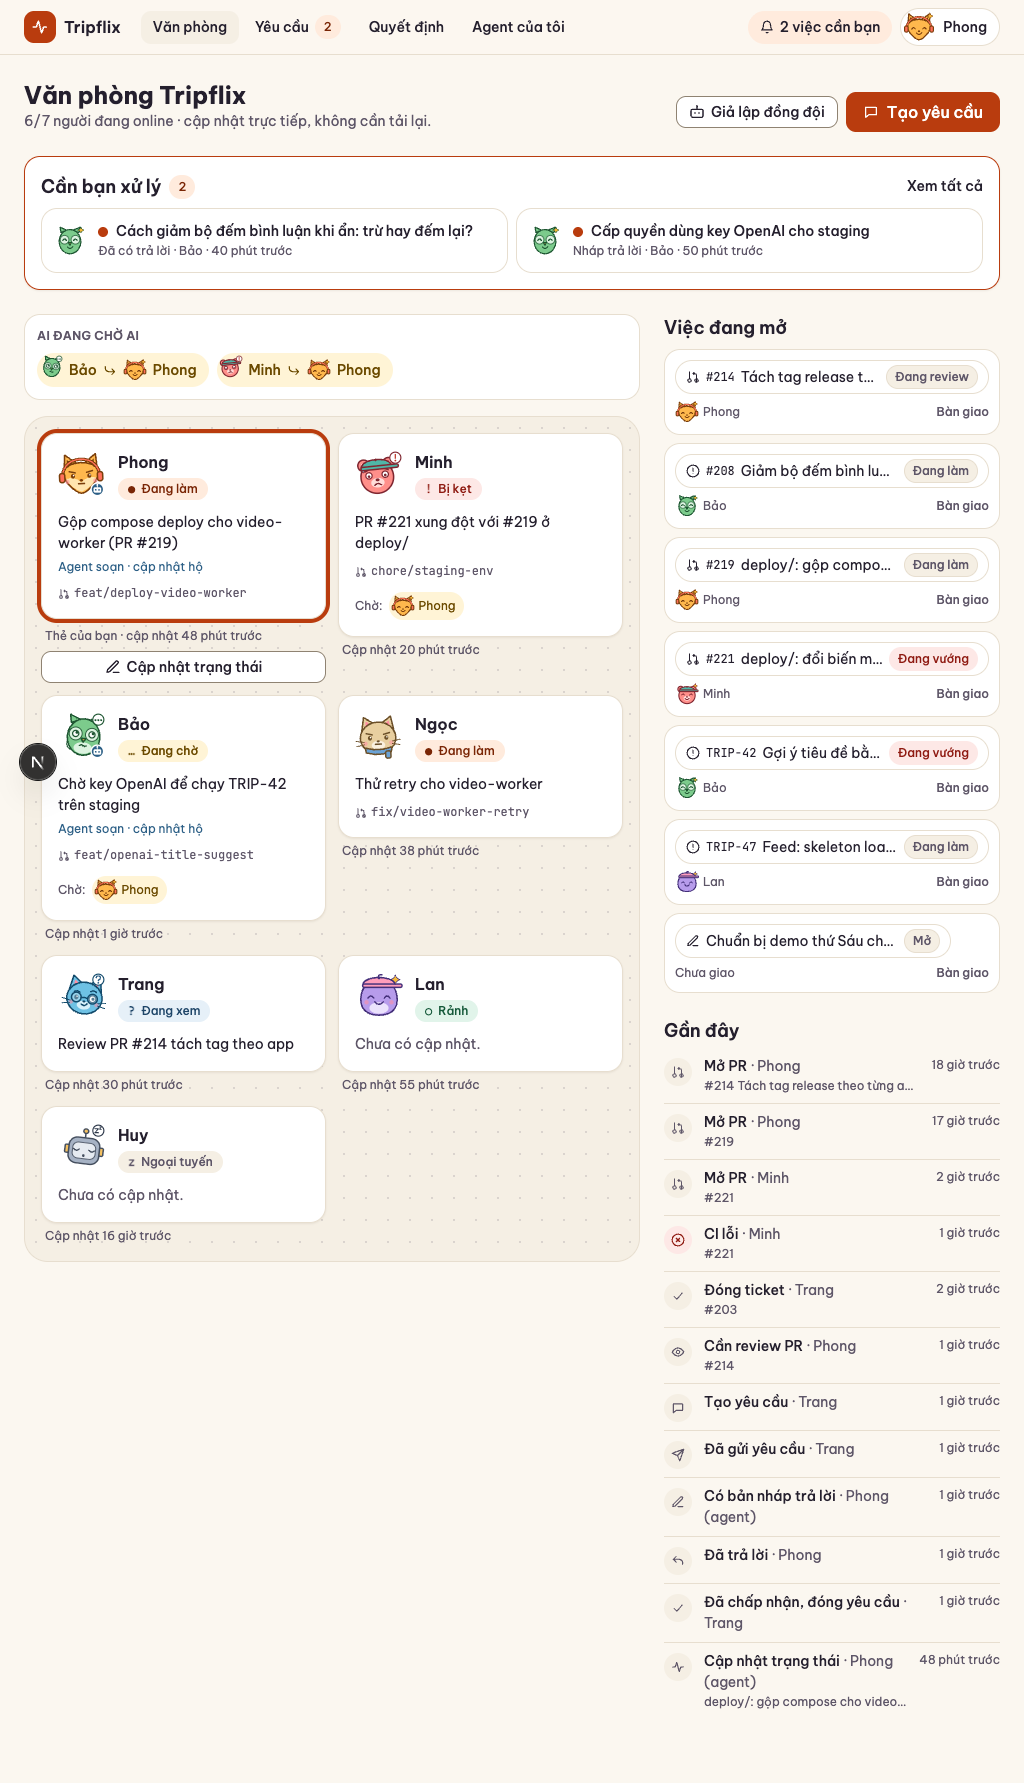 Tripflix
Văn phòng
Yêu cầu 2
Quyết định
Agent của tôi
2 việc cần bạn
Phong
Văn phòng Tripflix
6/7 người đang online · cập nhật trực tiếp, không cần tải lại.
Giả lập đồng đội
Tạo yêu cầu
Cần bạn xử lý 2
Xem tất cả
Cách giảm bộ đếm bình luận khi ẩn: trừ hay đếm lại?
Đã có trả lời · Bảo · 40 phút trước
Cấp quyền dùng key OpenAI cho staging
Nháp trả lời · Bảo · 50 phút trước
AI ĐANG CHỜ AI
Bảo Phong
Minh Phong
Phong
Đang làm
Gộp compose deploy cho video-
worker (PR #219)
Agent soạn · cập nhật hộ
feat/deploy-video-worker
Thẻ của bạn · cập nhật 48 phút trước
Cập nhật trạng thái
Minh
! Bị kẹt
PR #221 xung đột với #219 ở
deploy/
chore/staging-env
Chờ: Phong
Cập nhật 20 phút trước
Bảo
… Đang chờ
Chờ key OpenAI để chạy TRIP-42
trên staging
Agent soạn · cập nhật hộ
feat/openai-title-suggest
Chờ: Phong
Cập nhật 1 giờ trước
Ngọc
Đang làm
Thử retry cho video-worker
fix/video-worker-retry
Cập nhật 38 phút trước
Trang
? Đang xem
Review PR #214 tách tag theo app
Cập nhật 30 phút trước
Lan
Rảnh
Chưa có cập nhật.
Cập nhật 55 phút trước
Huy
z Ngoại tuyến
Chưa có cập nhật.
Cập nhật 16 giờ trước
N
Việc đang mở
#214 Tách tag release t... Đang review
Phong Bàn giao
#208 Giảm bộ đếm bình lu... Đang làm
Bảo Bàn giao
#219 deploy/: gộp compo... Đang làm
Phong Bàn giao
#221 deploy/: đổi biến m... Đang vướng
Minh Bàn giao
TRIP-42 Gợi ý tiêu đề bằ... Đang vướng
Bảo Bàn giao
TRIP-47 Feed: skeleton loa... Đang làm
Lan Bàn giao
Chuẩn bị demo thứ Sáu ch... Mở
Chưa giao Bàn giao
Gần đây
Mở PR · Phong 18 giờ trước
#214 Tách tag release theo từng a...
Mở PR · Phong 17 giờ trước
#219
Mở PR · Minh 2 giờ trước
#221
CI lỗi · Minh 1 giờ trước
#221
Đóng ticket · Trang 2 giờ trước
#203
Cần review PR · Phong 1 giờ trước
#214
Tạo yêu cầu · Trang 1 giờ trước
Đã gửi yêu cầu · Trang 1 giờ trước
Có bản nháp trả lời · Phong 1 giờ trước
(agent)
Đã trả lời · Phong 1 giờ trước
Đã chấp nhận, đóng yêu cầu · 1 giờ trước
Trang
Cập nhật trạng thái · Phong 48 phút trước
(agent)
deploy/: gộp compose cho video...